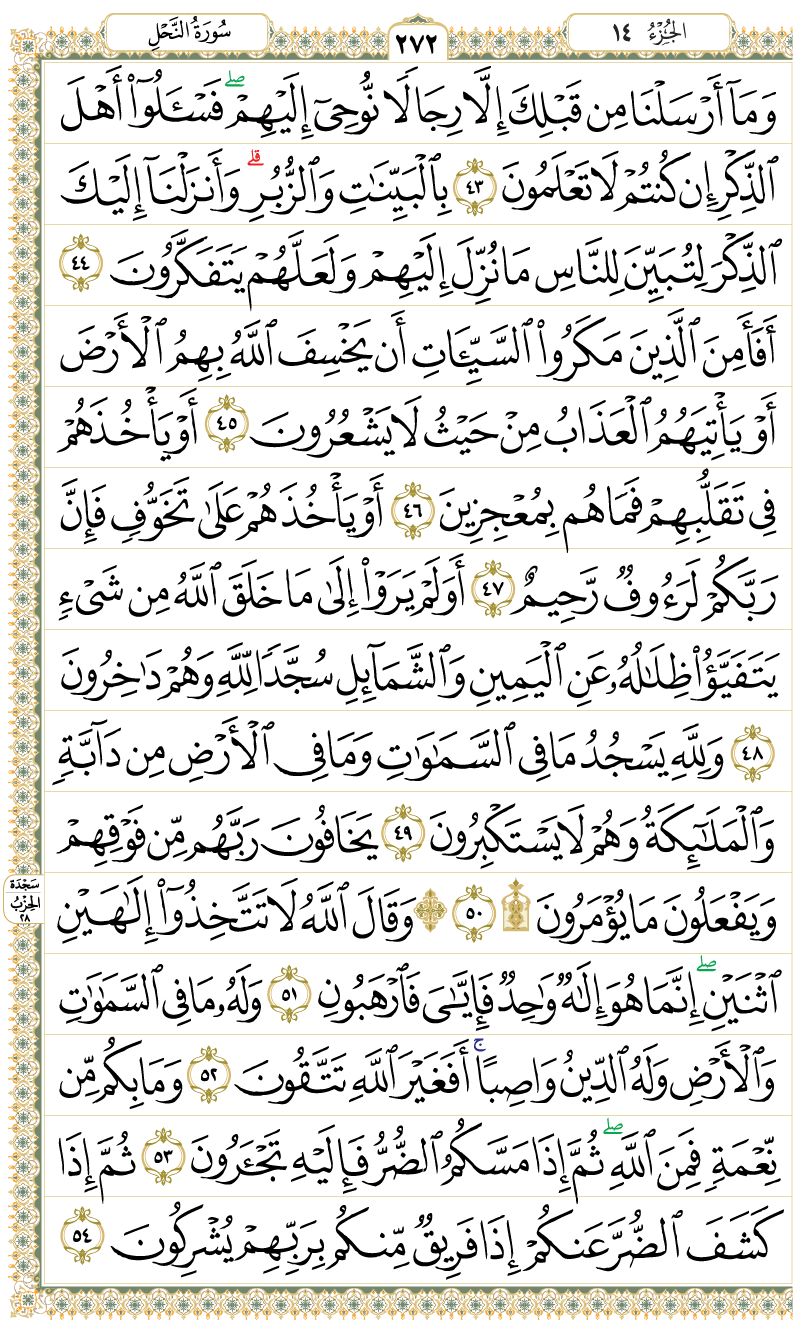 الجُزْءُ ١٤
٢٧٢
سُورَةُ النَّحْلِ
وَمَآ أَرْسَلْنَا مِن قَبْلِكَ إِلَّا رِجَالًا نُّوحِىٓ إِلَيْهِمْ ۖ فَسْـَٔلُوٓا۟ أَهْلَ
ٱلذِّكْرِ إِن كُنتُمْ لَا تَعْلَمُونَ ٤٣ بِٱلْبَيِّنَـٰتِ وَٱلزُّبُرِ ۗ وَأَنزَلْنَآ إِلَيْكَ
ٱلذِّكْرَ لِتُبَيِّنَ لِلنَّاسِ مَا نُزِّلَ إِلَيْهِمْ وَلَعَلَّهُمْ يَتَفَكَّرُونَ ٤٤
أَفَأَمِنَ ٱلَّذِينَ مَكَرُوا۟ ٱلسَّيِّـَٔاتِ أَن يَخْسِفَ ٱللَّهُ بِهِمُ ٱلْأَرْضَ
أَوْ يَأْتِيَهُمُ ٱلْعَذَابُ مِنْ حَيْثُ لَا يَشْعُرُونَ ٤٥ أَوْ يَأْخُذَهُمْ
فِى تَقَلُّبِهِمْ فَمَا هُم بِمُعْجِزِينَ ٤٦ أَوْ يَأْخُذَهُمْ عَلَىٰ تَخَوُّفٍ فَإِنَّ
رَبَّكُمْ لَرَءُوفٌ رَّحِيمٌ ٤٧ أَوَلَمْ يَرَوْا۟ إِلَىٰ مَا خَلَقَ ٱللَّهُ مِن شَىْءٍ
يَتَفَيَّؤُا۟ ظِلَـٰلُهُۥ عَنِ ٱلْيَمِينِ وَٱلشَّمَآئِلِ سُجَّدًا لِّلَّهِ وَهُمْ دَٰخِرُونَ
٤٨ وَلِلَّهِ يَسْجُدُ مَا فِى ٱلسَّمَـٰوَٰتِ وَمَا فِى ٱلْأَرْضِ مِن دَآبَّةٍ
وَٱلْمَلَـٰٓئِكَةُ وَهُمْ لَا يَسْتَكْبِرُونَ ٤٩ يَخَافُونَ رَبَّهُم مِّن فَوْقِهِمْ
وَيَفْعَلُونَ مَا يُؤْمَرُونَ ۩ ٥٠ ۞ وَقَالَ ٱللَّهُ لَا تَتَّخِذُوٓا۟ إِلَـٰهَيْنِ
ٱثْنَيْنِ ۖ إِنَّمَا هُوَ إِلَـٰهٌ وَٰحِدٌ فَإِيَّـٰىَ فَٱرْهَبُونِ ٥١ وَلَهُۥ مَا فِى ٱلسَّمَـٰوَٰتِ
وَٱلْأَرْضِ وَلَهُ ٱلدِّينُ وَاصِبًا ۚ أَفَغَيْرَ ٱللَّهِ تَتَّقُونَ ٥٢ وَمَا بِكُم مِّن
نِّعْمَةٍ فَمِنَ ٱللَّهِ ۖ ثُمَّ إِذَا مَسَّكُمُ ٱلضُّرُّ فَإِلَيْهِ تَجْـَٔرُونَ ٥٣ ثُمَّ إِذَا
كَشَفَ ٱلضُّرَّ عَنكُمْ إِذَا فَرِيقٌ مِّنكُم بِرَبِّهِمْ يُشْرِكُونَ ٥٤
سَجْدَة
الحِزْبُ
٢٨